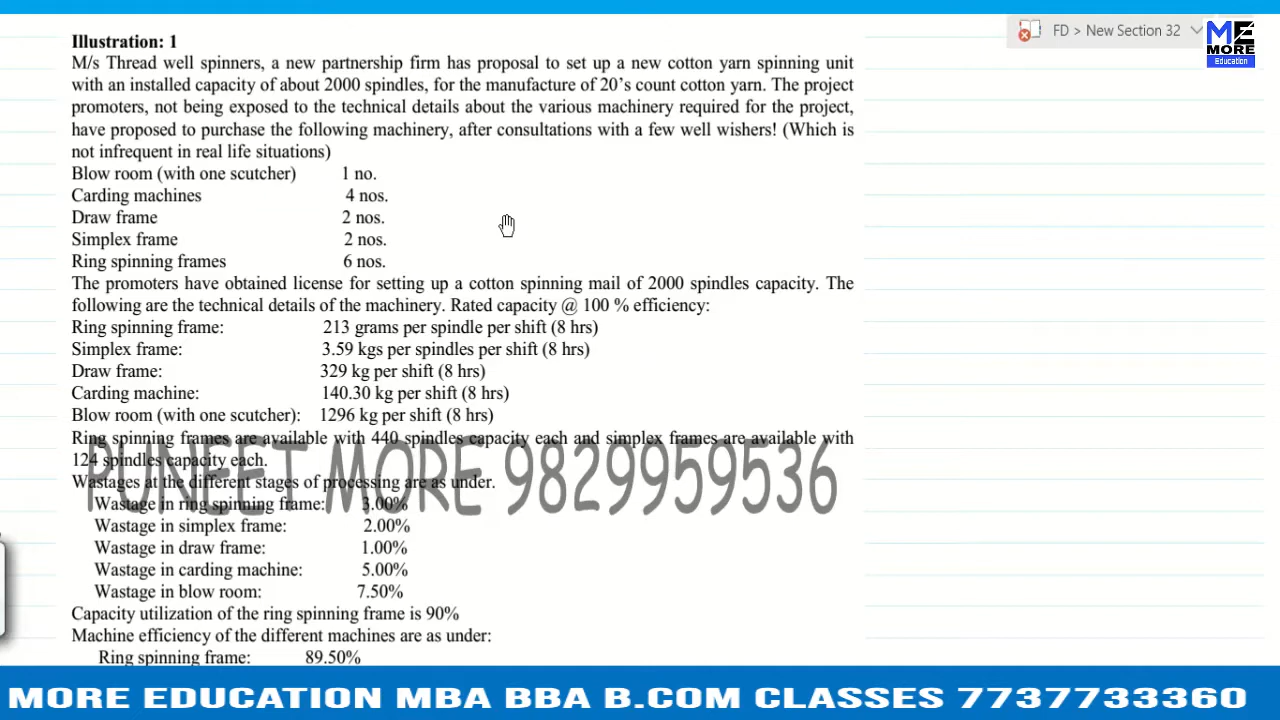 FD > New Section 32
ME
MORE
Education
Illustration: 1
M/s Thread well spinners, a new partnership firm has proposal to set up a new cotton yarn spinning unit
with an installed capacity of about 2000 spindles, for the manufacture of 20's count cotton yarn. The project
promoters, not being exposed to the technical details about the various machinery required for the project,
have proposed to purchase the following machinery, after consultations with a few well wishers! (Which is
not infrequent in real life situations)
Blow room (with one scutcher) 1 no.
Carding machines 4 nos.
Draw frame 2 nos.
Simplex frame 2 nos.
Ring spinning frames 6 nos.
The promoters have obtained license for setting up a cotton spinning mail of 2000 spindles capacity. The
following are the technical details of the machinery. Rated capacity @ 100 % efficiency:
Ring spinning frame: 213 grams per spindle per shift (8 hrs)
Simplex frame: 3.59 kgs per spindles per shift (8 hrs)
Draw frame: 329 kg per shift (8 hrs)
Carding machine: 140.30 kg per shift (8 hrs)
Blow room (with one scutcher): 1296 kg per shift (8 hrs)
Ring spinning frames are available with 440 spindles capacity each and simplex frames are available with
124 spindles capacity each.
PUNEET MORE 9829959536
Wastages at the different stages of processing are as under.
Wastage in ring spinning frame: 3.00%
Wastage in simplex frame: 2.00%
Wastage in draw frame: 1.00%
Wastage in carding machine: 5.00%
Wastage in blow room: 7.50%
Capacity utilization of the ring spinning frame is 90%
Machine efficiency of the different machines are as under:
Ring spinning frame: 89.50%
MORE EDUCATION MBA BBA B.COM CLASSES 7737733360